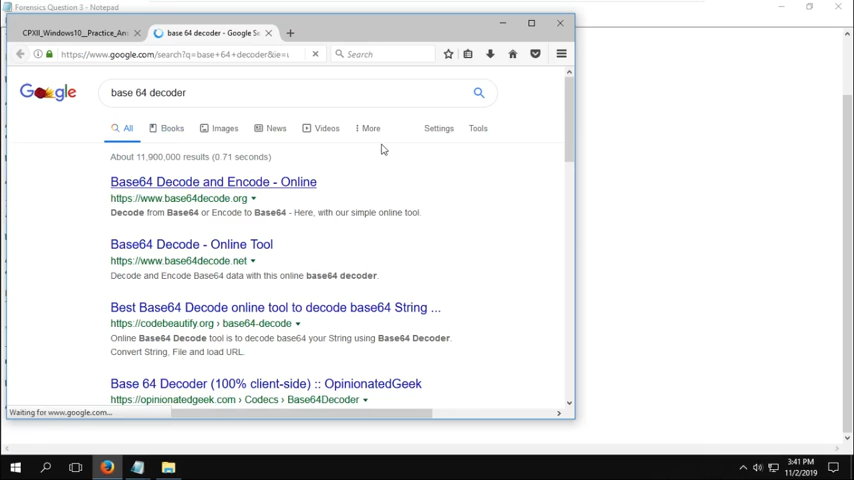 Forensics Question 3 - Notepad
CPXII_Windows10__Practice_An
base 64 decoder - Google Se
https://www.google.com/search?q=base+64+decoder&ie=u
Search
Google
base 64 decoder
All
Books
Images
News
Videos
More
Settings
Tools
About 11,900,000 results (0.71 seconds)
Base64 Decode and Encode - Online
https://www.base64decode.org
Decode from Base64 or Encode to Base64 - Here, with our simple online tool.
Base64 Decode - Online Tool
https://www.base64decode.net
Decode and Encode Base64 data with this online base64 decoder.
Best Base64 Decode online tool to decode base64 String ...
https://codebeautify.org › base64-decode
Online Base64 Decode tool is to decode base64 your String using Base64 Decoder.
Convert String, File and load URL.
Base 64 Decoder (100% client-side) :: OpinionatedGeek
https://opinionatedgeek.com › Codecs › Base64Decoder
Waiting for www.google.com...
3:41 PM
11/2/2019